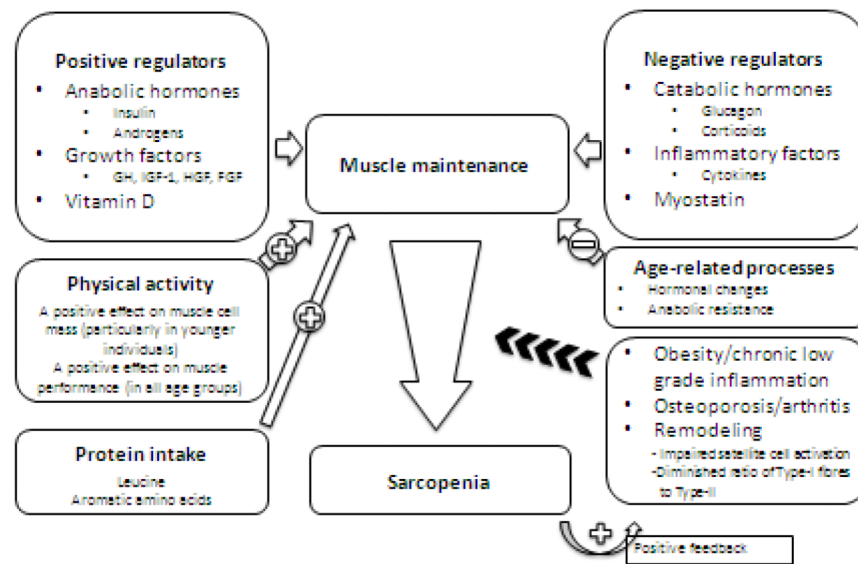 Positive regulators
• Anabolic hormones
• Insulin
• Androgens
• Growth factors
• GH, IGF-1, HGF, FGF
• Vitamin D
Physical activity
A positive effect on muscle cell
mass (particularly in younger
individuals)
A positive effect on muscle
performance (in all age groups)
Protein intake
Leucine
Aromatic amino acids
Muscle maintenance
Sarcopenia
Negative regulators
• Catabolic hormones
• Glucagon
• Corticoids
• Inflammatory factors
• Cytokines
• Myostatin
Age-related processes
• Hormonal changes
• Anabolic resistance
• Obesity/chronic low
grade inflammation
• Osteoporosis/arthritis
• Remodeling
- Impaired satellite cell activation
-Diminished ratio of Type-I fibres
to Type-II
Positive feedback